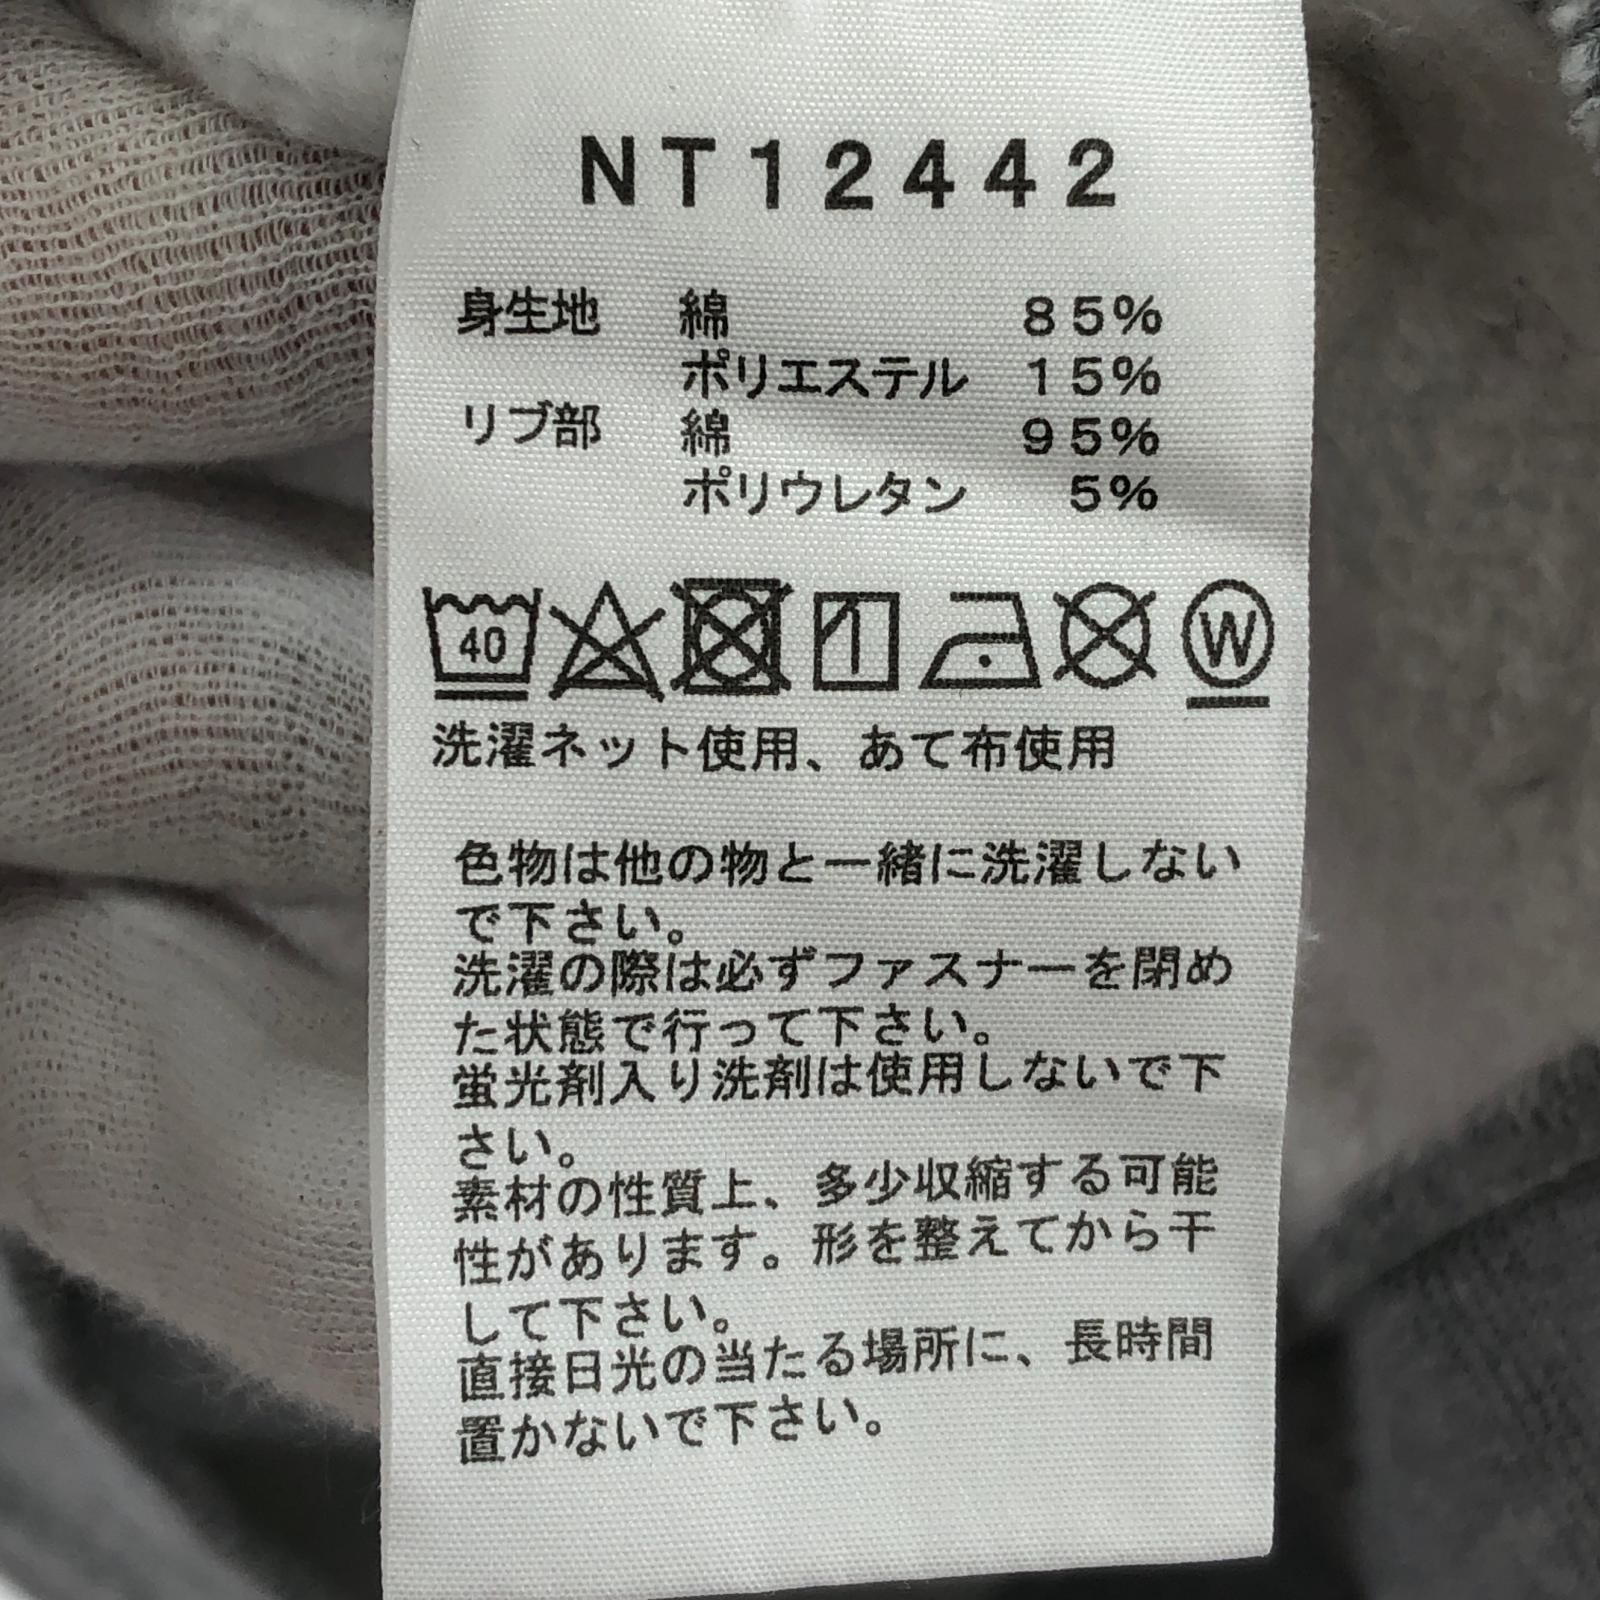 NT12442
身生地 綿 85%
ポリエステル 15%
リブ部 綿 95%
ポリウレタン 5%
40 W
洗濯ネット使用、あて布使用
色物は他の物と一緒に洗濯しない
で下さい。
洗濯の際は必ずファスナーを閉め
た状態で行って下さい。
蛍光剤入り洗剤は使用しないで下
さい。
素材の性質上、多少収縮する可能
性があります。形を整えてから干
して下さい。
直接日光の当たる場所に、長時間
置かないで下さい。